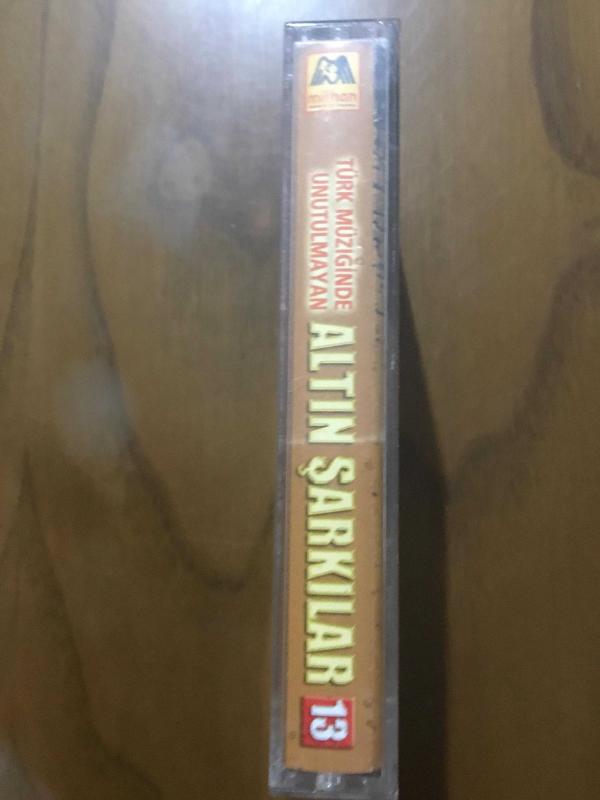 TÜRK MÜZİĞİNDE
UNUTULMAYAN
ALTIN ŞARKILAR
13